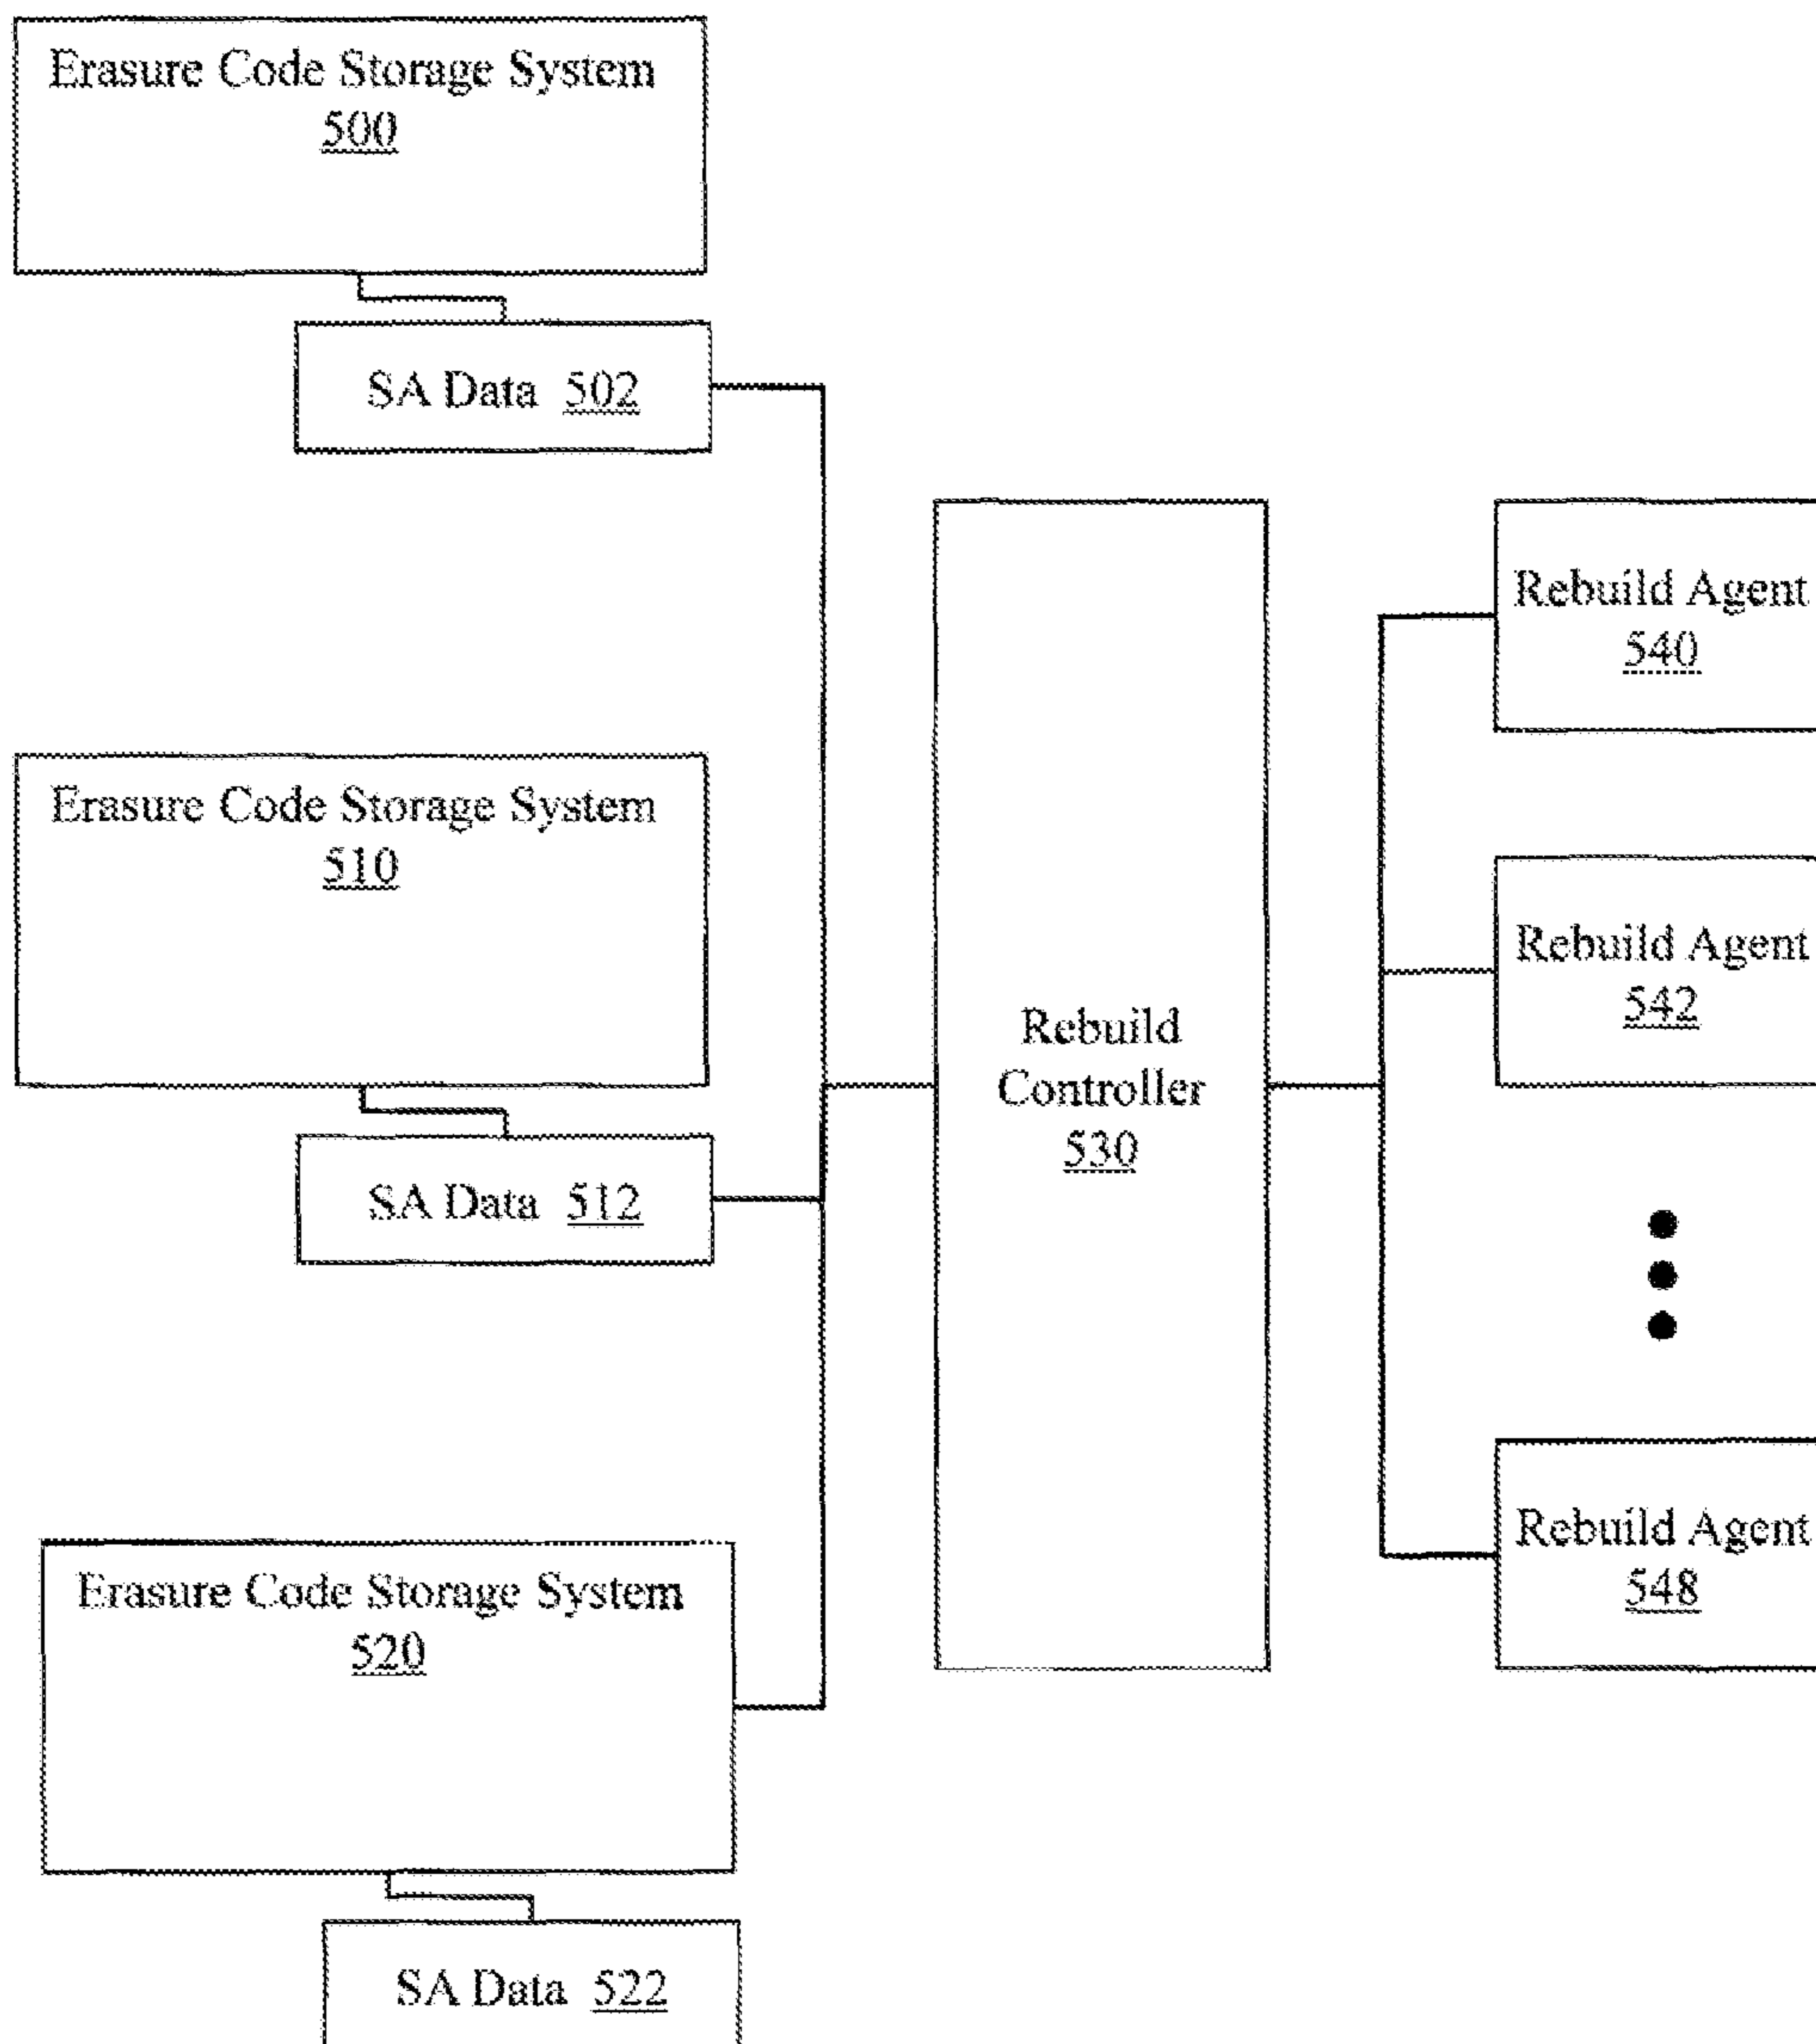 Erasure Code Storage System
500
SA Data 502
Erasure Code Storage System
510
SA Data 512
Erasure Code Storage System
520
SA Data 522
Rebuild
Controller
530
Rebuild Agent
540
Rebuild Agent
542
Rebuild Agent
548